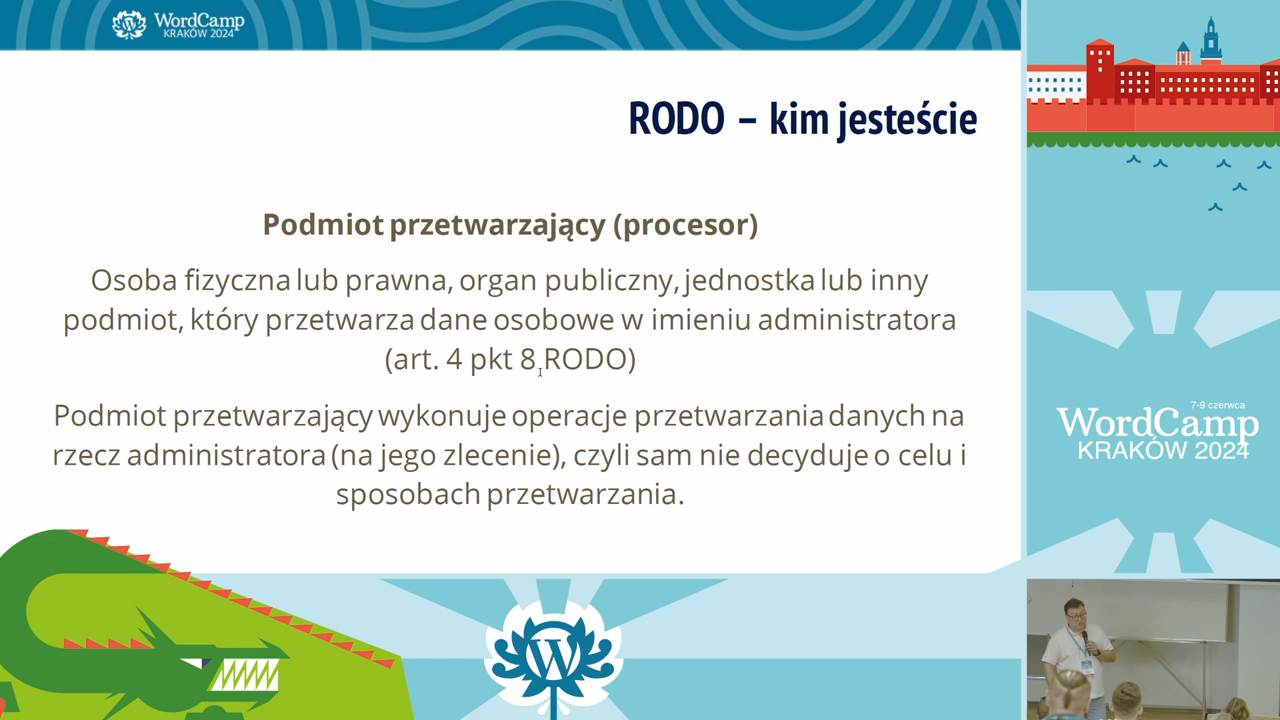 WordCamp
KRAKÓW 2024
RODO – kim jesteście
Podmiot przetwarzający (procesor)
Osoba fizyczna lub prawna, organ publiczny, jednostka lub inny
podmiot, który przetwarza dane osobowe w imieniu administratora
(art. 4 pkt 8 RODO)
Podmiot przetwarzający wykonuje operacje przetwarzania danych na
rzecz administratora (na jego zlecenie), czyli sam nie decyduje o celu i
sposobach przetwarzania.
7-9 czerwca
WordCamp
KRAKÓW 2024
W